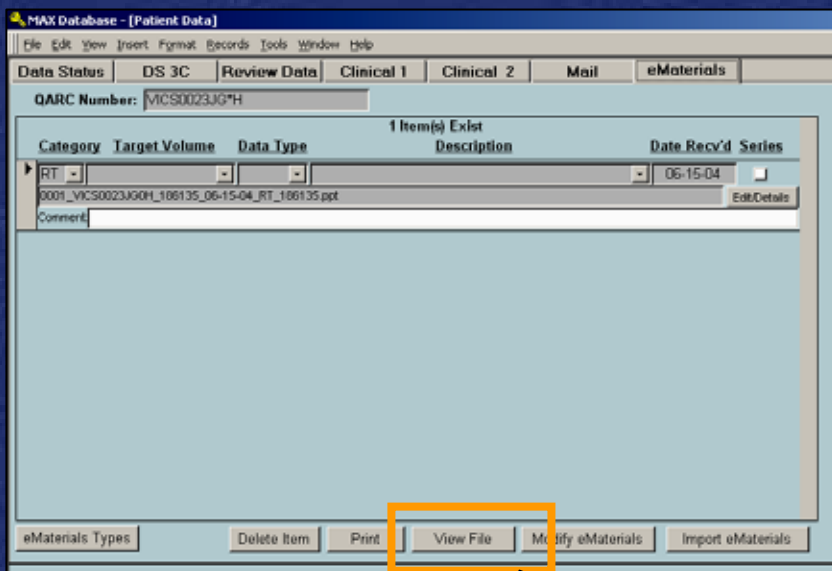 MAX Database - [Patient Data]
File Edit View Insert Format Records Tools Window Help
Data Status DS 3C Review Data Clinical 1 Clinical 2 Mail eMaterials
QARC Number: VICS0023JG*H
1 Item(s) Exist
Category Target Volume Data Type Description Date Recv'd Series
RT 06-15-04
0001_VICS0023JG0H_186135_06-15-04_RT_186135.ppt Edit/Details
Comment:
eMaterials Types Delete Item Print View File Modify eMaterials Import eMaterials